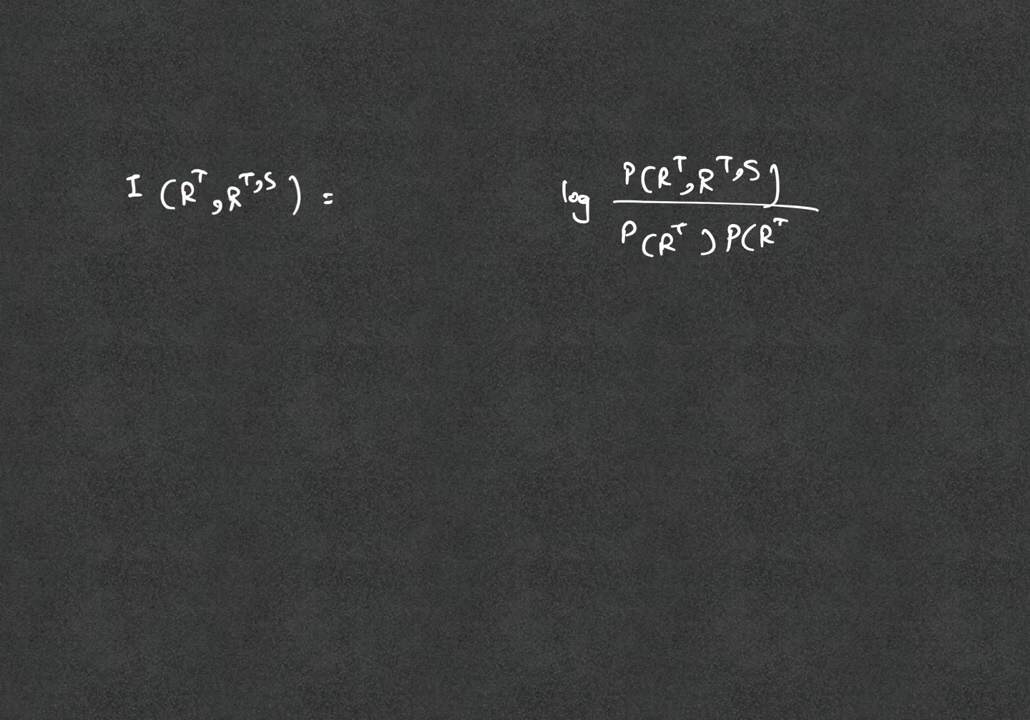 I (R^T, R^T,S) = log P(R^T, R^T,S) / P(R^T) P(R^T